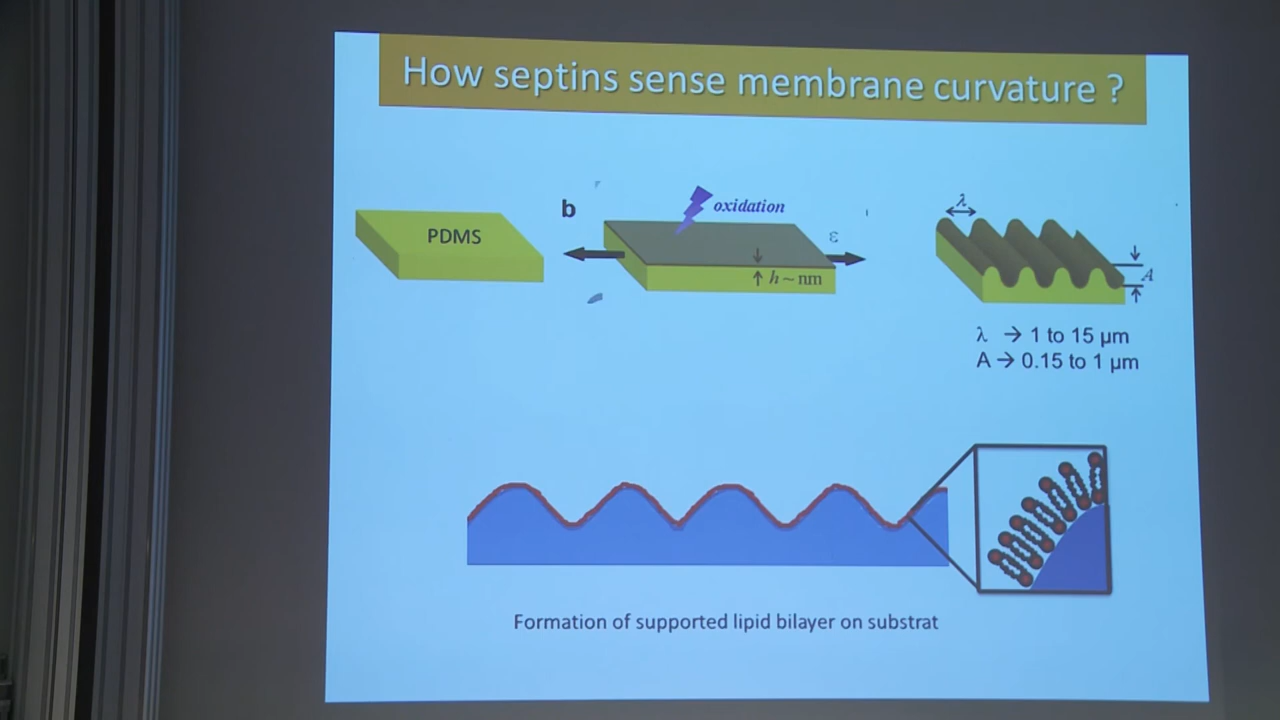 How septins sense membrane curvature ?
PDMS
b
oxidation
ε
h ~ nm
λ
A
λ → 1 to 15 µm
A → 0.15 to 1 µm
Formation of supported lipid bilayer on substrat